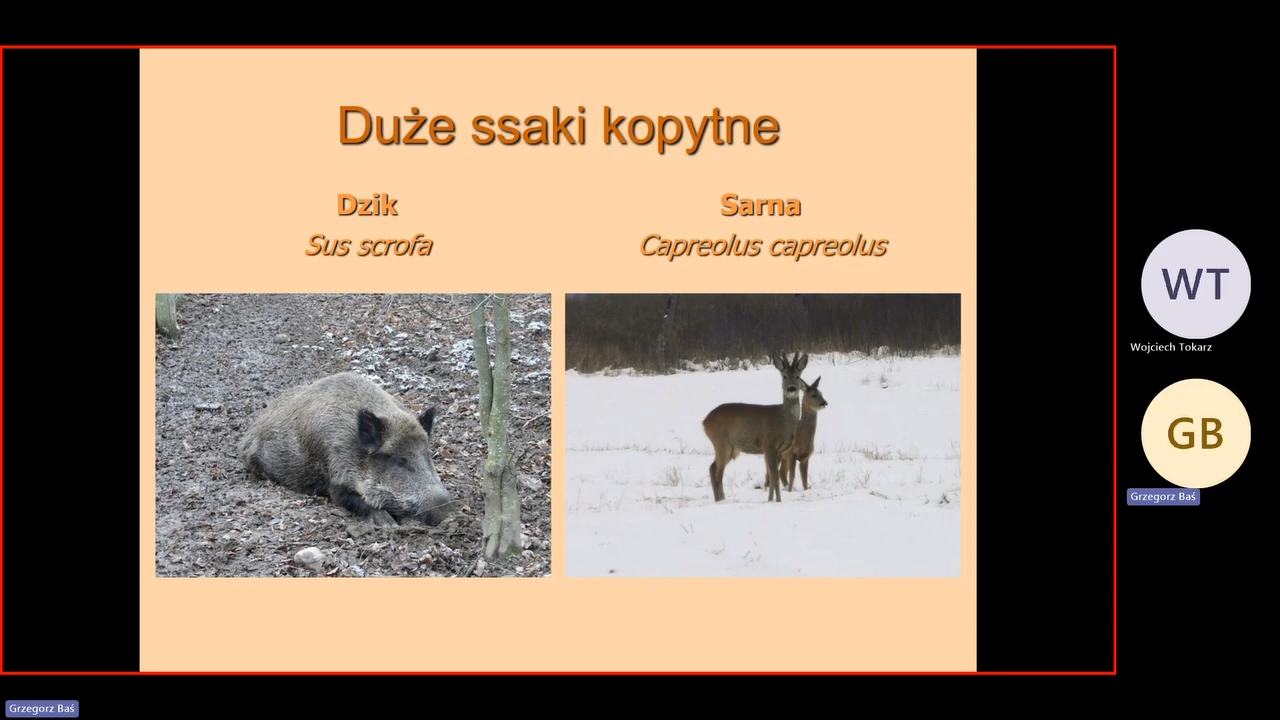 Duże ssaki kopytne
Dzik
Sus scrofa
Sarna
Capreolus capreolus
WT
Wojciech Tokarz
GB
Grzegorz Baś
Grzegorz Baś